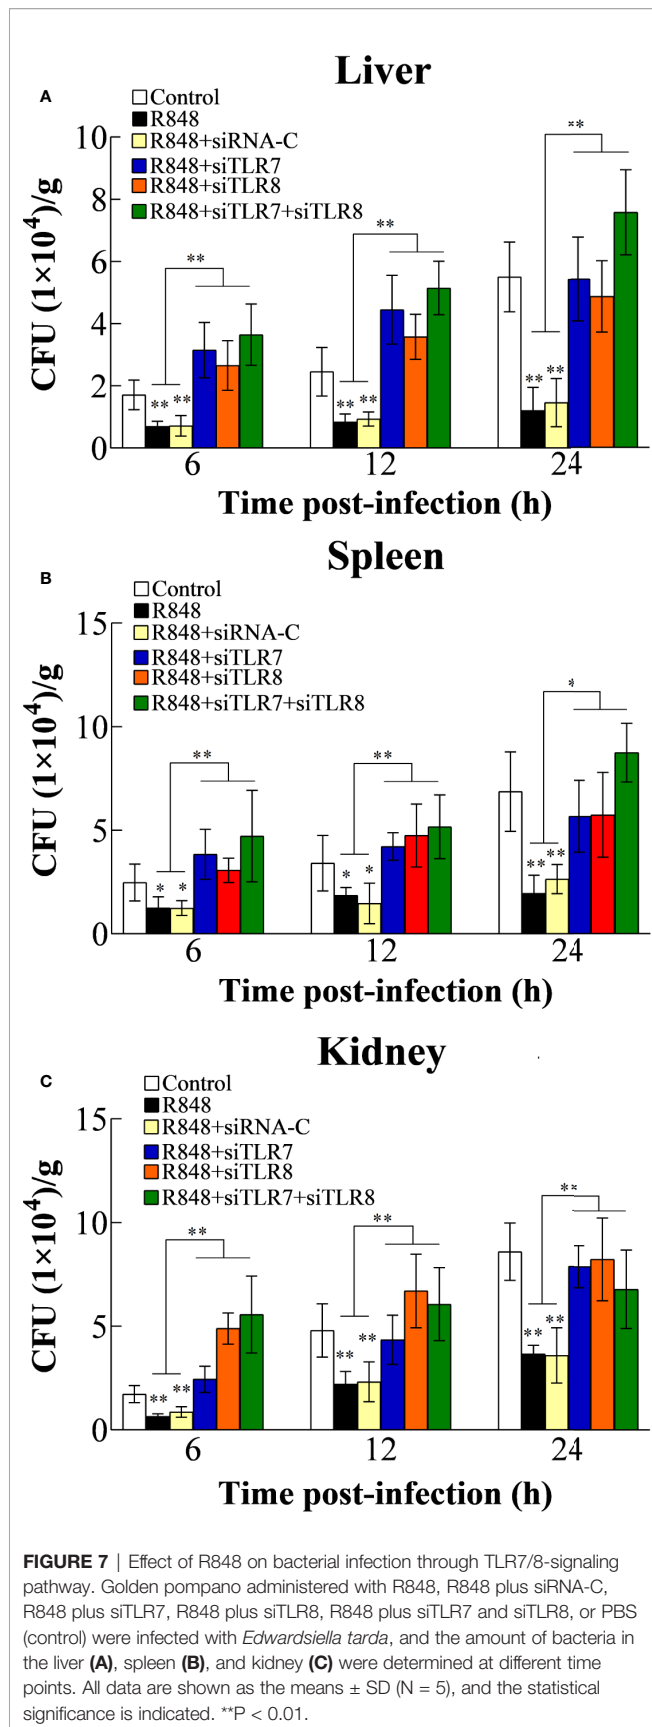 Liver
A
Control
R848
R848+siRNA-C
R848+siTLR7
R848+siTLR8
R848+siTLR7+siTLR8
CFU (1×10⁴)/g
10
8
6
4
2
0
**
**
**
**
**
**
**
**
**
6
12
24
Time post-infection (h)
Spleen
B
Control
R848
R848+siRNA-C
R848+siTLR7
R848+siTLR8
R848+siTLR7+siTLR8
CFU (1×10⁴)/g
15
10
5
0
**
*
*
**
*
*
*
**
**
6
12
24
Time post-infection (h)
Kidney
C
Control
R848
R848+siRNA-C
R848+siTLR7
R848+siTLR8
R848+siTLR7+siTLR8
CFU (1×10⁴)/g
15
10
5
0
**
**
**
**
**
**
**
**
**
6
12
24
Time post-infection (h)
FIGURE 7 | Effect of R848 on bacterial infection through TLR7/8-signaling
pathway. Golden pompano administered with R848, R848 plus siRNA-C,
R848 plus siTLR7, R848 plus siTLR8, R848 plus siTLR7 and siTLR8, or PBS
(control) were infected with Edwardsiella tarda, and the amount of bacteria in
the liver (A), spleen (B), and kidney (C) were determined at different time
points. All data are shown as the means ± SD (N = 5), and the statistical
significance is indicated. **P < 0.01.